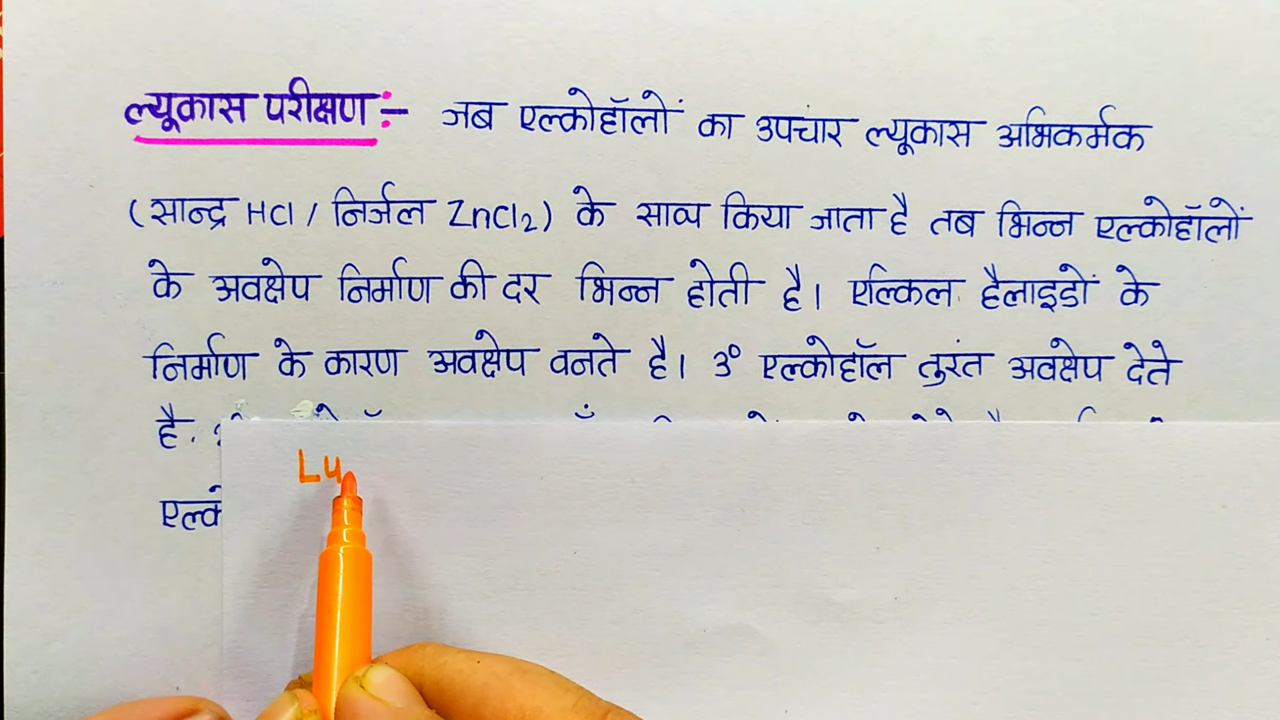 ल्यूकास परीक्षण:- जब एल्कोहॉलों का उपचार ल्यूकास अभिकर्मक
(सान्द्र HCl / निर्जल ZnCl₂) के साथ किया जाता है तब भिन्न एल्कोहॉलों
के अवक्षेप निर्माण की दर भिन्न होती है। एल्किल हैलाइडों के
निर्माण के कारण अवक्षेप बनते है। 3° एल्कोहॉल तुरंत अवक्षेप देते
है
Lu